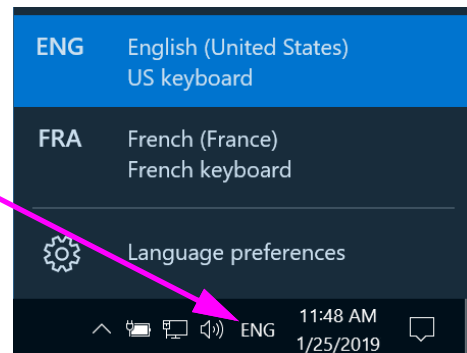 ENG English (United States)
US keyboard
FRA French (France)
French keyboard
Language preferences
ENG 11:48 AM
1/25/2019